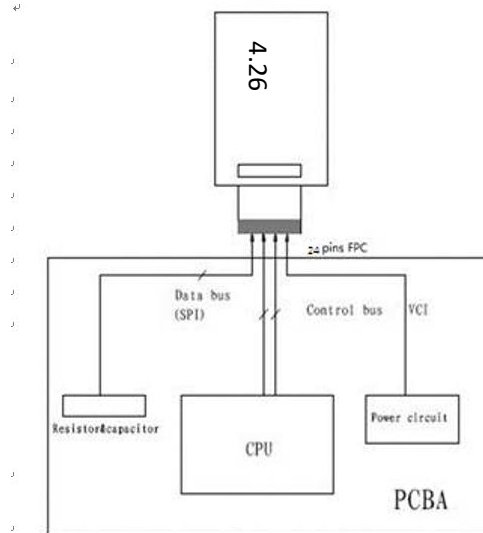 4.26
24 pins FPC
Data bus
(SPI)
Control bus
VCI
Resistor&capacitor
CPU
Power circuit
PCBA